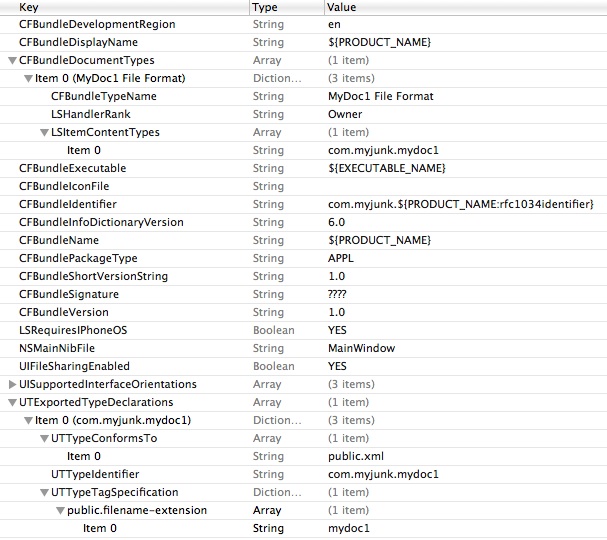 Key Type Value
CFBundleDevelopmentRegion String en
CFBundleDisplayName String ${PRODUCT_NAME}
CFBundleDocumentTypes Array (1 item)
Item 0 (MyDoc1 File Format) Diction... (3 items)
CFBundleTypeName String MyDoc1 File Format
LSHandlerRank String Owner
LSItemContentTypes Array (1 item)
Item 0 String com.myjunk.mydoc1
CFBundleExecutable String ${EXECUTABLE_NAME}
CFBundleIconFile String
CFBundleIdentifier String com.myjunk.${PRODUCT_NAME:rfc1034identifier}
CFBundleInfoDictionaryVersion String 6.0
CFBundleName String ${PRODUCT_NAME}
CFBundlePackageType String APPL
CFBundleShortVersionString String 1.0
CFBundleSignature String ????
CFBundleVersion String 1.0
LSRequiresIPhoneOS Boolean YES
NSMainNibFile String MainWindow
UIFileSharingEnabled Boolean YES
UISupportedInterfaceOrientations Array (3 items)
UTExportedTypeDeclarations Array (1 item)
Item 0 (com.myjunk.mydoc1) Diction... (3 items)
UTTypeConformsTo Array (1 item)
Item 0 String public.xml
UTTypeIdentifier String com.myjunk.mydoc1
UTTypeTagSpecification Diction... (1 item)
public.filename-extension Array (1 item)
Item 0 String mydoc1